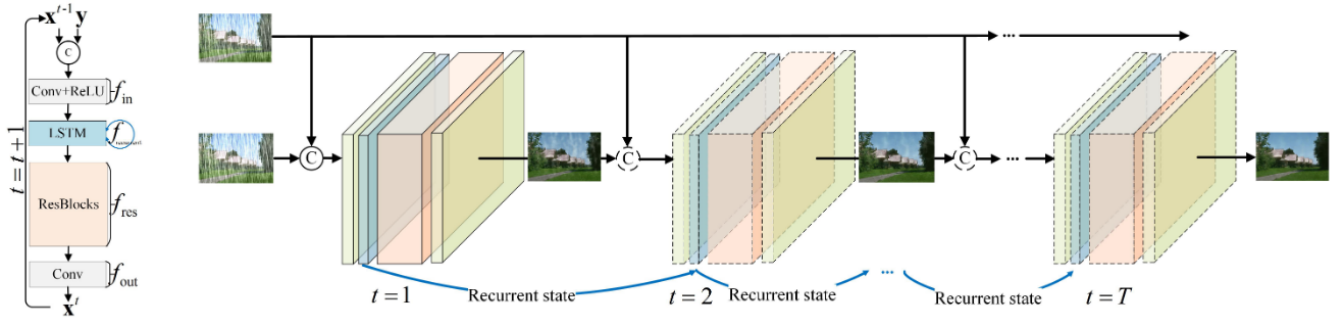 x^{t-1} y
C
Conv+ReLU f_in
LSTM f
ResBlocks f_res
Conv f_out
x^t
t = t + 1
C
C
C
...
...
...
t = 1
Recurrent state
t = 2
Recurrent state
Recurrent state
t = T